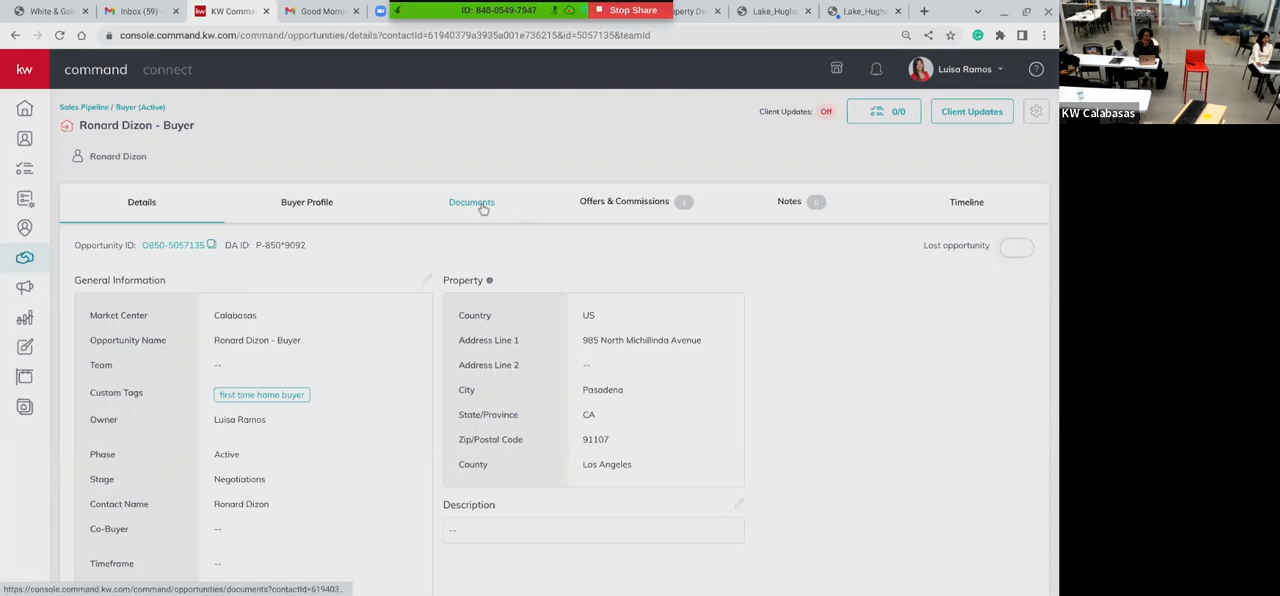 White & Gol
Inbox (59)
KW Comma
Good Morn
ID: 848-0549-7947
Stop Share
perty Ds
Lake_Hughe
Lake_Hughe
console.command.kw.com/command/opportunities/details?contactId=61940379a3935a001e736215&id=5057135&teamId
kw
command
connect
Luisa Ramos
KW Calabasas
Sales Pipeline / Buyer (Active)
Ronard Dizon - Buyer
Client Updates: Off
0/0
Client Updates
Ronard Dizon
Details
Buyer Profile
Documents
Offers & Commissions 1
Notes 0
Timeline
Opportunity ID: O850-5057135 DA ID: P-850*9092
Lost opportunity
General Information
Market Center Calabasas
Opportunity Name Ronard Dizon - Buyer
Team --
Custom Tags first time home buyer
Owner Luisa Ramos
Phase Active
Stage Negotiations
Contact Name Ronard Dizon
Co-Buyer --
Timeframe --
Property
Country US
Address Line 1 985 North Michillinda Avenue
Address Line 2 --
City Pasadena
State/Province CA
Zip/Postal Code 91107
County Los Angeles
Description
--
https://console.command.kw.com/command/opportunities/documents?contactId=619403...